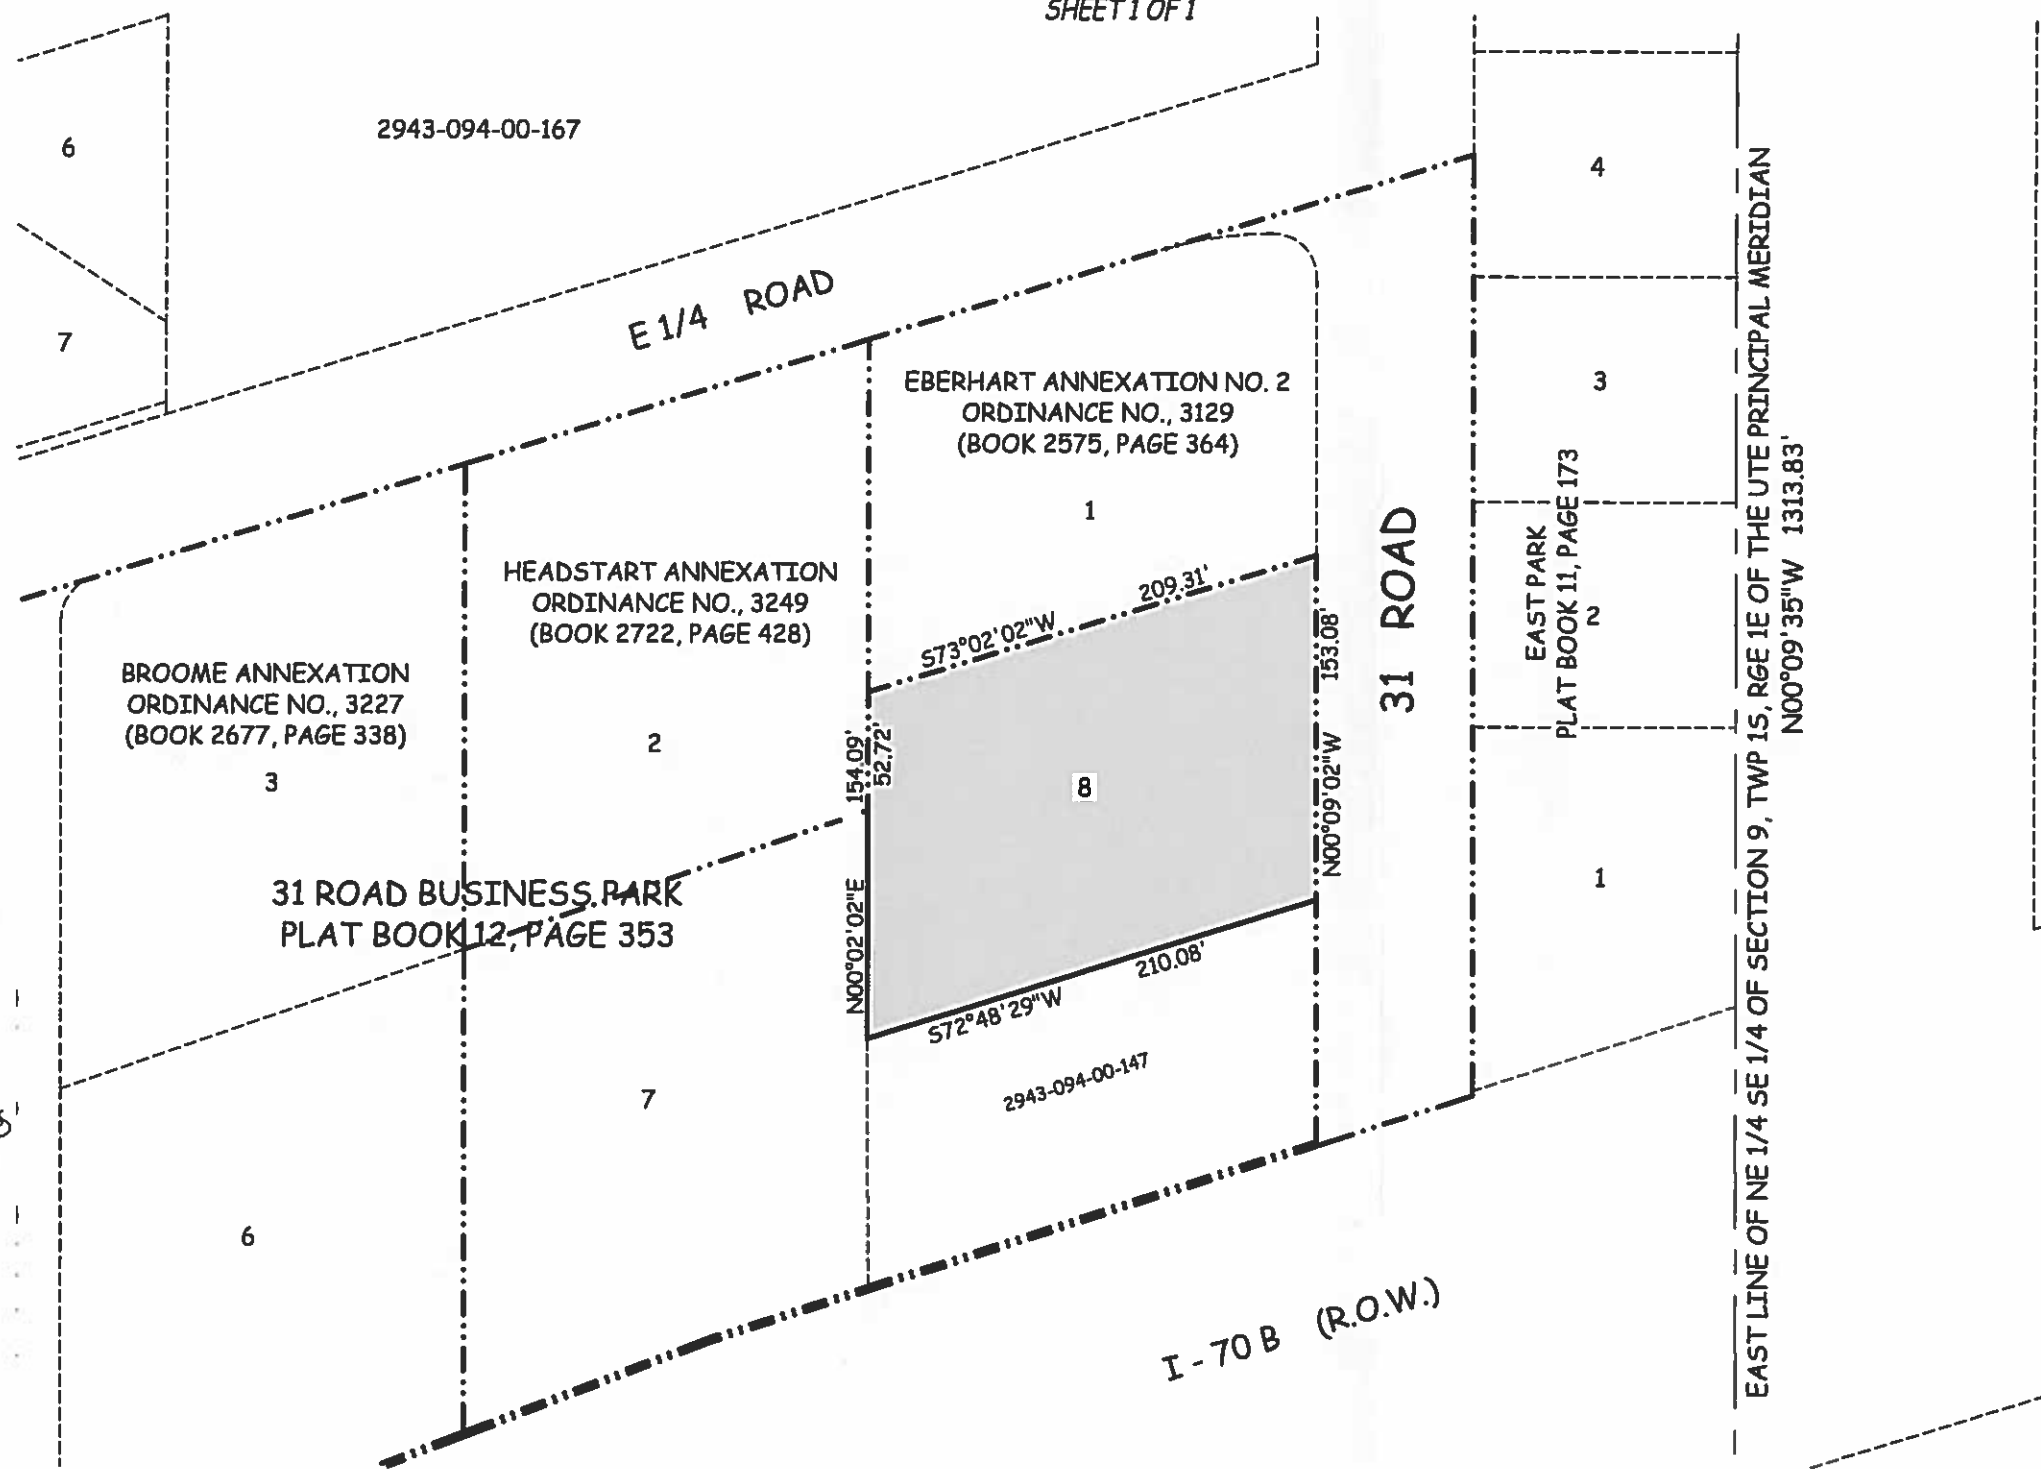 SHEET 1 OF 1
6
2943-094-00-167
4
7
E 1/4 ROAD
EBERHART ANNEXATION NO. 2
ORDINANCE NO., 3129
(BOOK 2575, PAGE 364)
1
3
HEADSTART ANNEXATION
ORDINANCE NO., 3249
(BOOK 2722, PAGE 428)
2
BROOME ANNEXATION
ORDINANCE NO., 3227
(BOOK 2677, PAGE 338)
3
S73°02'02"W 209.31'
153.08'
N00°09'02"W
154.09'
52.72'
N00°02'02"E
8
S72°48'29"W 210.08'
31 ROAD
EAST PARK
PLAT BOOK 11, PAGE 173
2
1
EAST LINE OF NE 1/4 SE 1/4 OF SECTION 9, TWP 1S, RGE 1E OF THE UTE PRINCIPAL MERIDIAN
N00°09'35"W 1313.83'
31 ROAD BUSINESS PARK
PLAT BOOK 12, PAGE 353
2943-094-00-147
7
6
I - 70 B (R.O.W.)